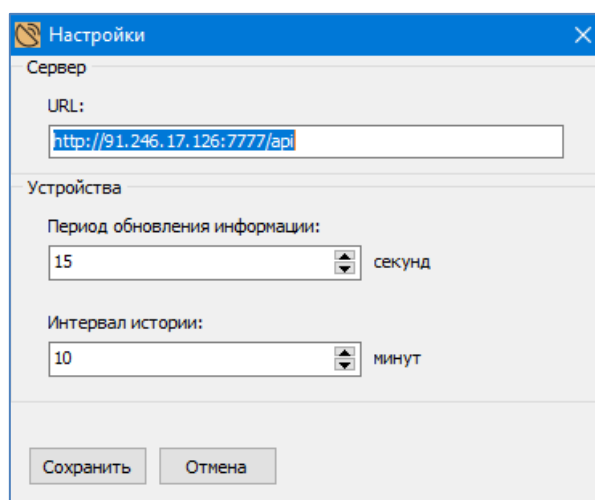 Настройки
Сервер
URL:
http://91.246.17.126:7777/api
Устройства
Период обновления информации:
15 секунд
Интервал истории:
10 минут
Сохранить Отмена